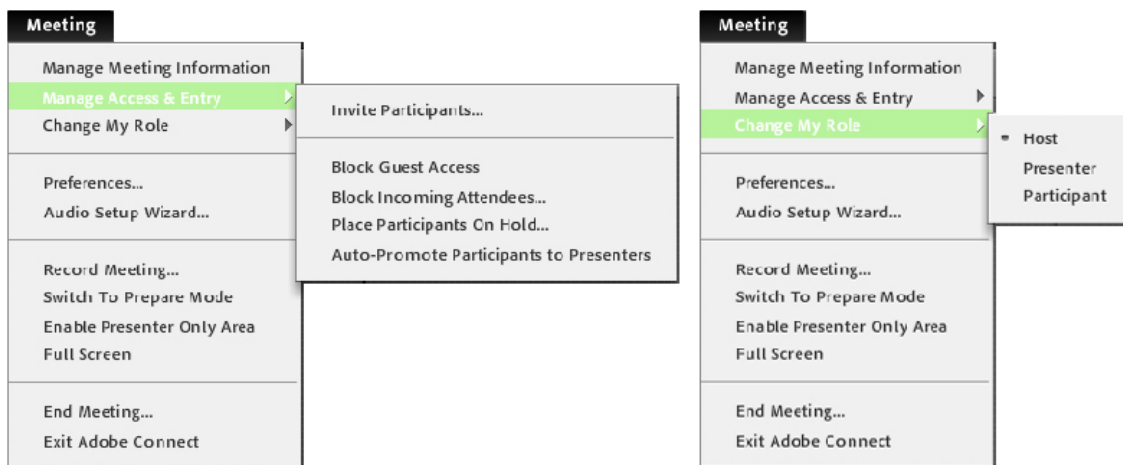 Meeting
Manage Meeting Information
Manage Access & Entry
Change My Role
Preferences...
Audio Setup Wizard...
Record Meeting...
Switch To Prepare Mode
Enable Presenter Only Area
Full Screen
End Meeting...
Exit Adobe Connect
Invite Participants...
Block Guest Access
Block Incoming Attendees...
Place Participants On Hold...
Auto-Promote Participants to Presenters
Meeting
Manage Meeting Information
Manage Access & Entry
Change My Role
Preferences...
Audio Setup Wizard...
Record Meeting...
Switch To Prepare Mode
Enable Presenter Only Area
Full Screen
End Meeting...
Exit Adobe Connect
Host
Presenter
Participant